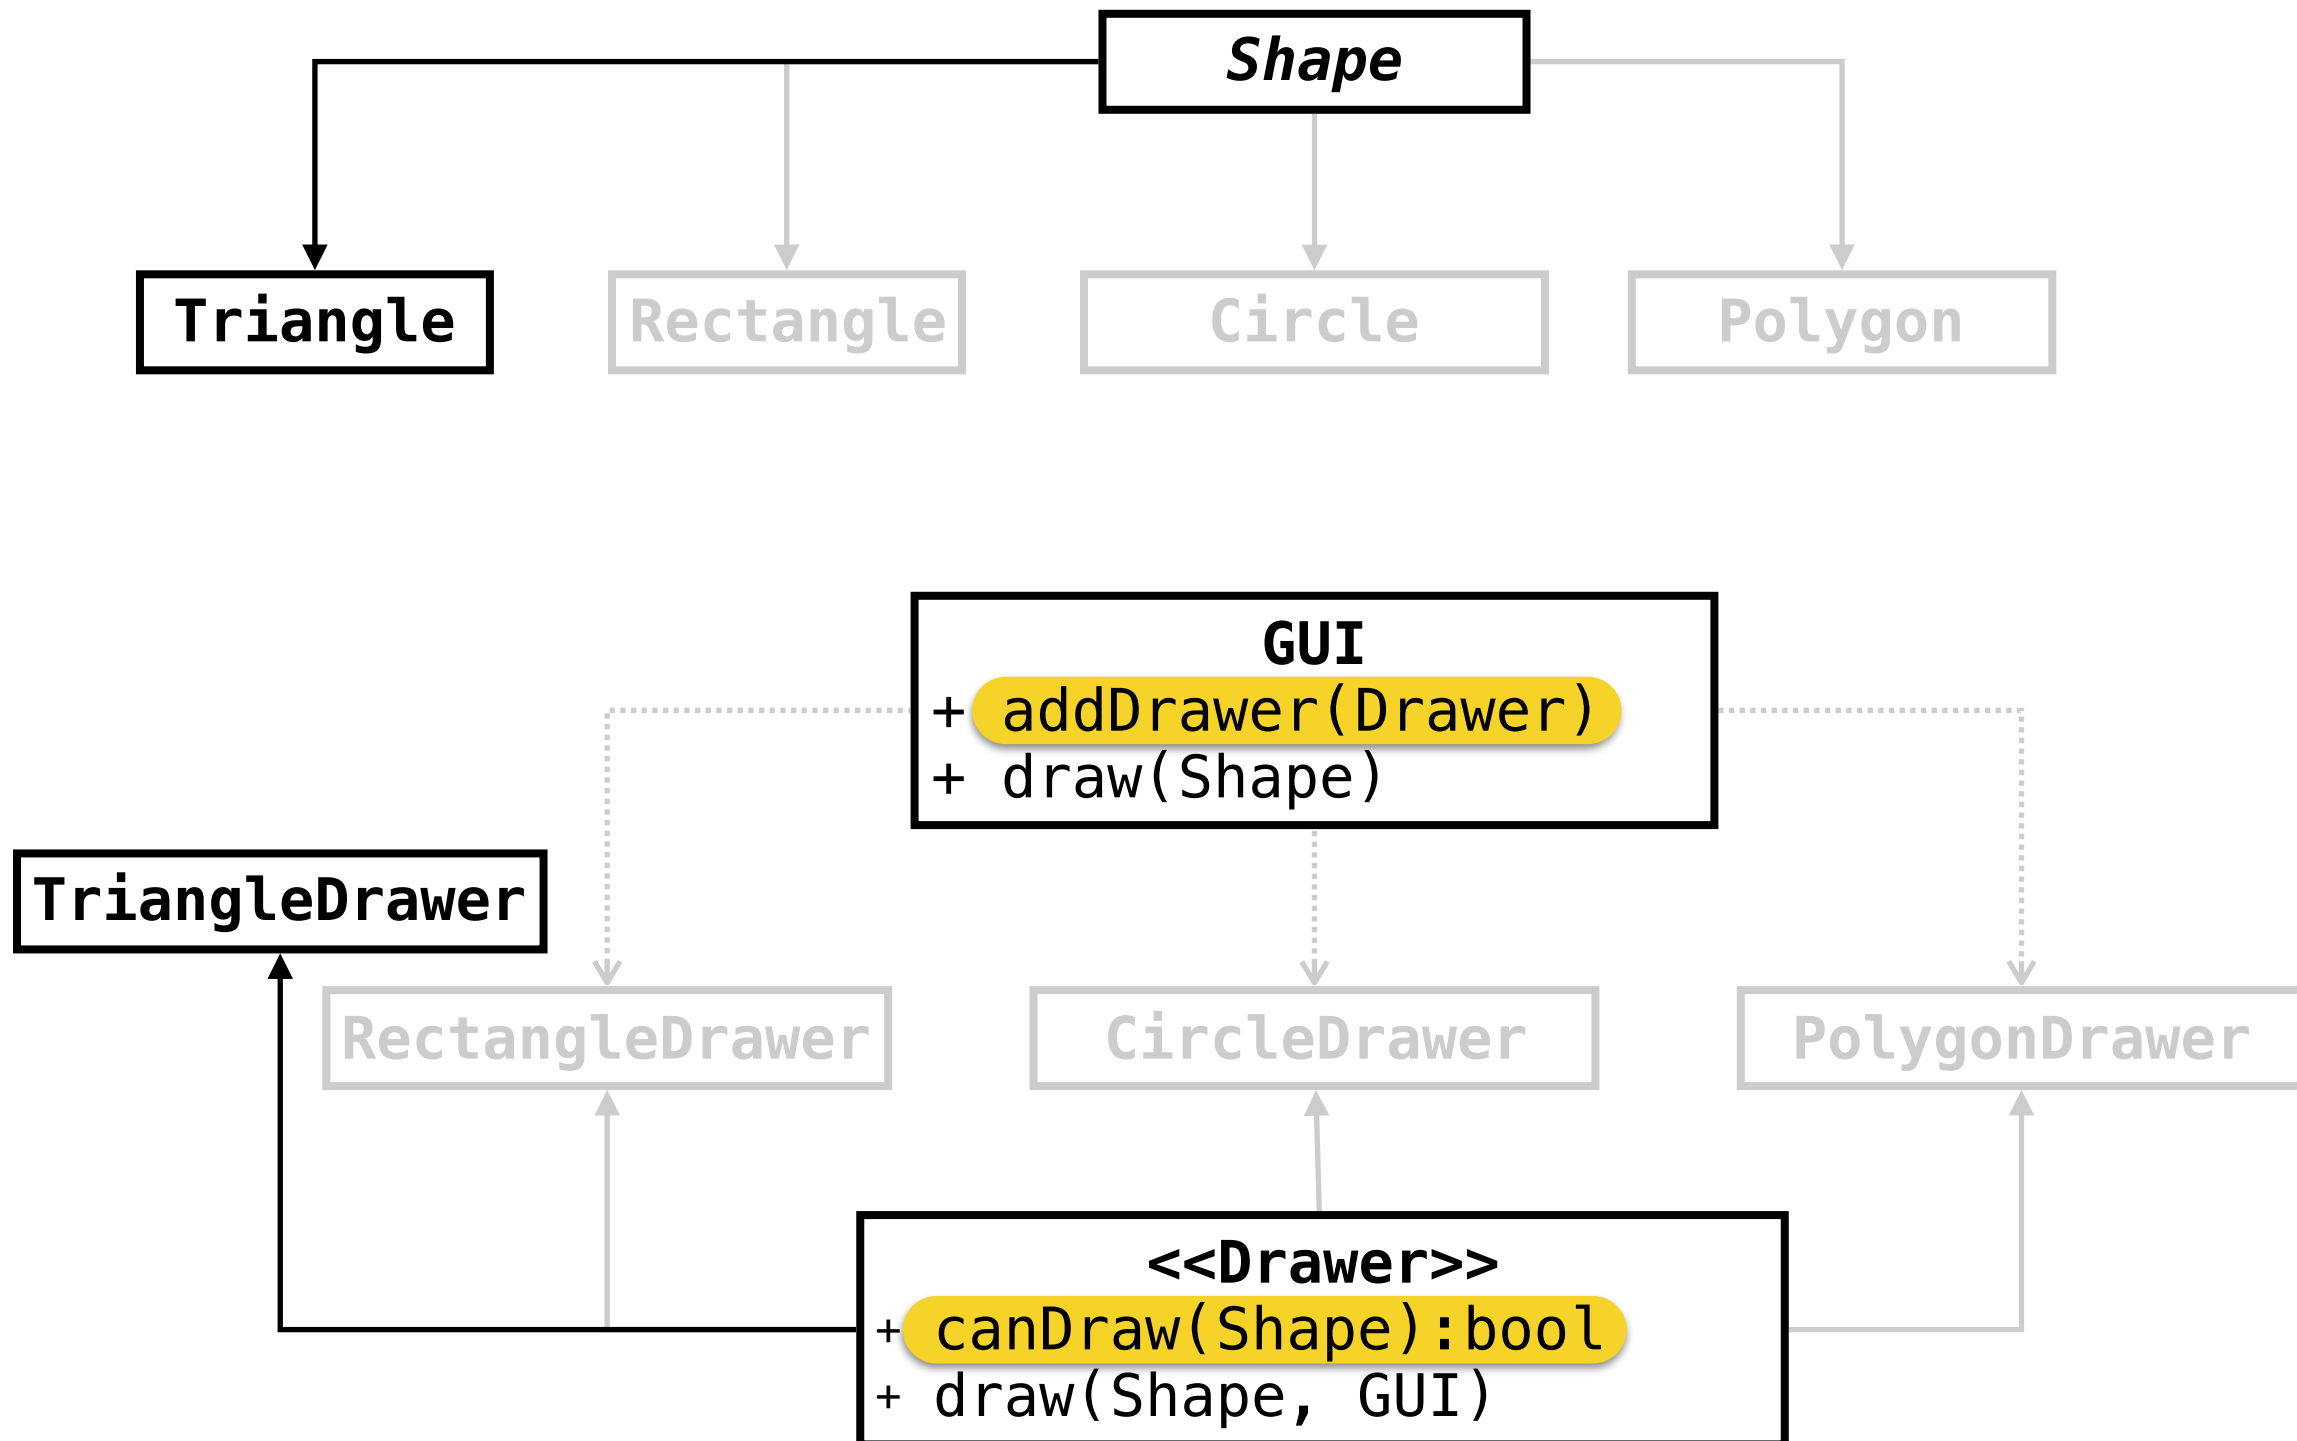 Shape
Triangle
Rectangle
Circle
Polygon
GUI
+ addDrawer(Drawer)
+ draw(Shape)
TriangleDrawer
RectangleDrawer
CircleDrawer
PolygonDrawer
<<Drawer>>
+ canDraw(Shape):bool
+ draw(Shape, GUI)